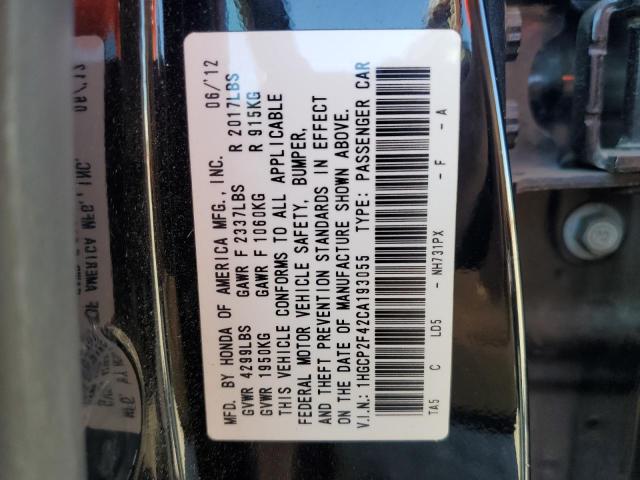 MFD. BY HONDA OF AMERICA MFG., INC. 06/'12
GVWR 4299LBS GAWR F 2337LBS R 2017LBS
GVWR 1950KG GAWR F 1060KG R 915KG
THIS VEHICLE CONFORMS TO ALL APPLICABLE
FEDERAL MOTOR VEHICLE SAFETY, BUMPER,
AND THEFT PREVENTION STANDARDS IN EFFECT
ON THE DATE OF MANUFACTURE SHOWN ABOVE.
V.I.N.: 1HGCP2F42CA193055 TYPE: PASSENGER CAR
TA5 C LD5 - NH731PX - F - A